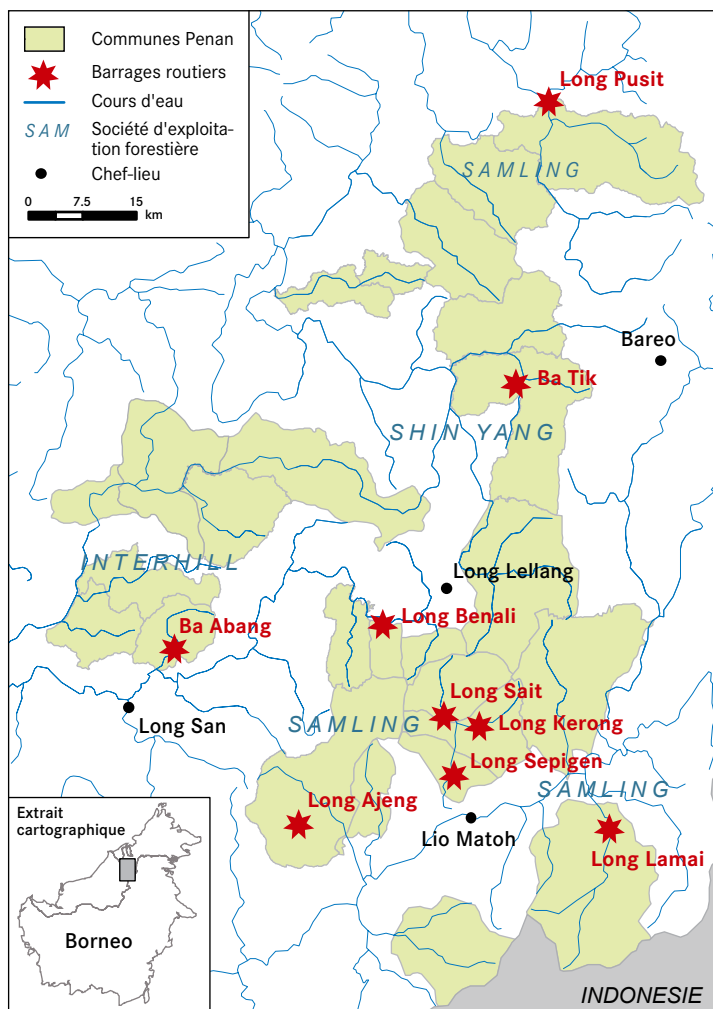 Communes Penan
Barrages routiers
Cours d'eau
SAM
Société d'exploita-
tion forestière
Chef-lieu
0 7.5 15
km
Long Pusit
SAMLING
Bareo
Ba Tik
SHIN YANG
INTERHILL
Long Lellang
Ba Abang
Long Benali
Long San
SAMLING
Long Sait
Long Kerong
Long Sepigen
SAMLING
Long Ajeng
Lio Matoh
Long Lamai
Extrait
cartographique
Borneo
INDONESIE